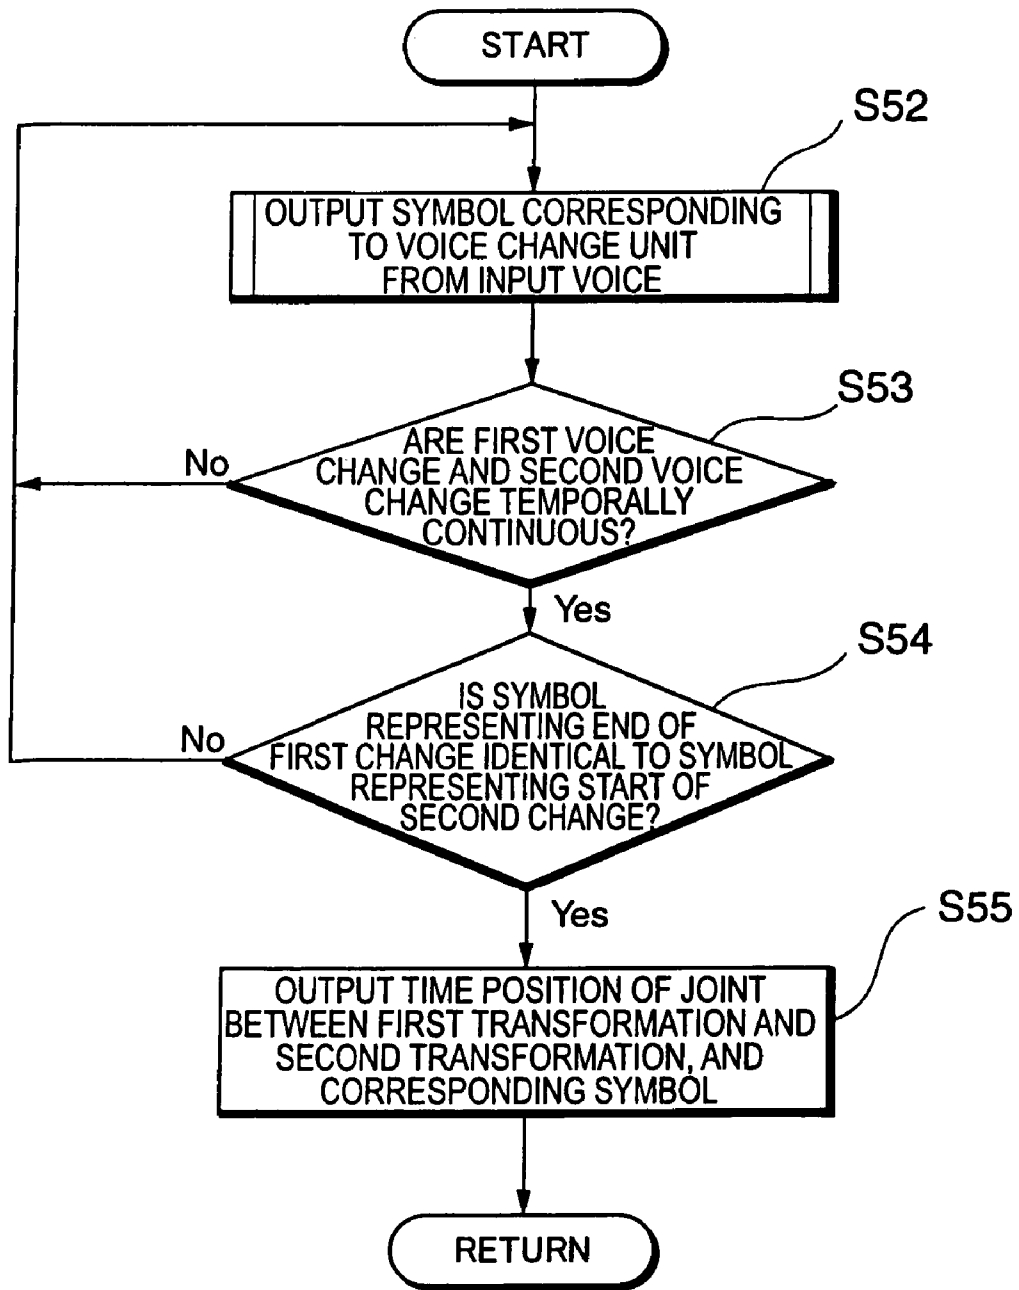 START
S52
OUTPUT SYMBOL CORRESPONDING
TO VOICE CHANGE UNIT
FROM INPUT VOICE
S53
ARE FIRST VOICE
CHANGE AND SECOND VOICE
CHANGE TEMPORALLY
CONTINUOUS?
No
Yes
S54
IS SYMBOL
REPRESENTING END OF
FIRST CHANGE IDENTICAL TO SYMBOL
REPRESENTING START OF
SECOND CHANGE?
No
Yes
S55
OUTPUT TIME POSITION OF JOINT
BETWEEN FIRST TRANSFORMATION AND
SECOND TRANSFORMATION, AND
CORRESPONDING SYMBOL
RETURN